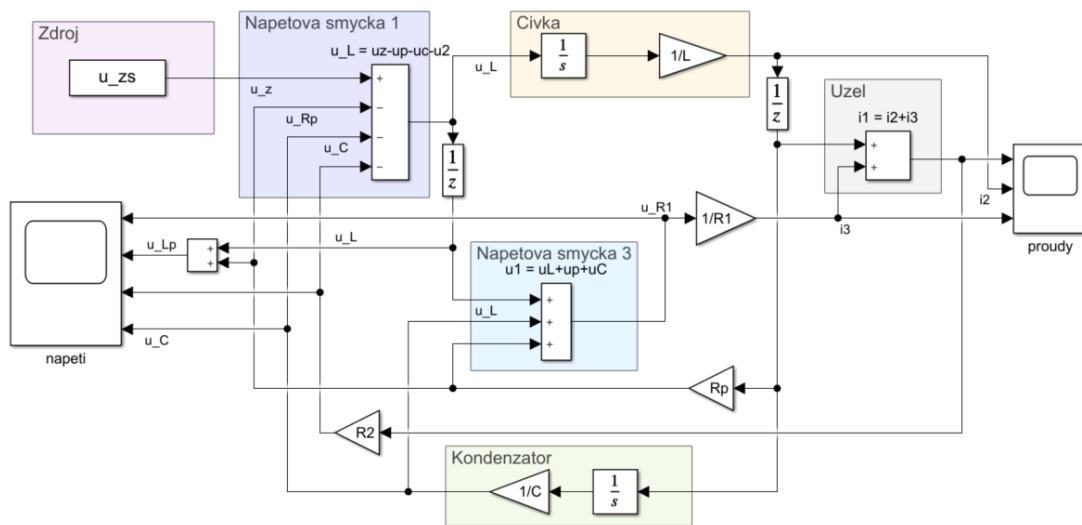 Zdroj
u_zs
u_z
Napetova smycka 1
u_L = uz-up-uc-u2
+
−
−
−
u_Rp
u_C
u_L
1
z
Civka
1
s
1/L
1
z
Uzel
i1 = i2+i3
+
+
i2
i3
proudy
u_R1
1/R1
u_Lp
+
+
u_L
u_C
napeti
Napetova smycka 3
u1 = uL+up+uC
u_L
+
+
+
Rp
R2
Kondenzator
1/C
1
s